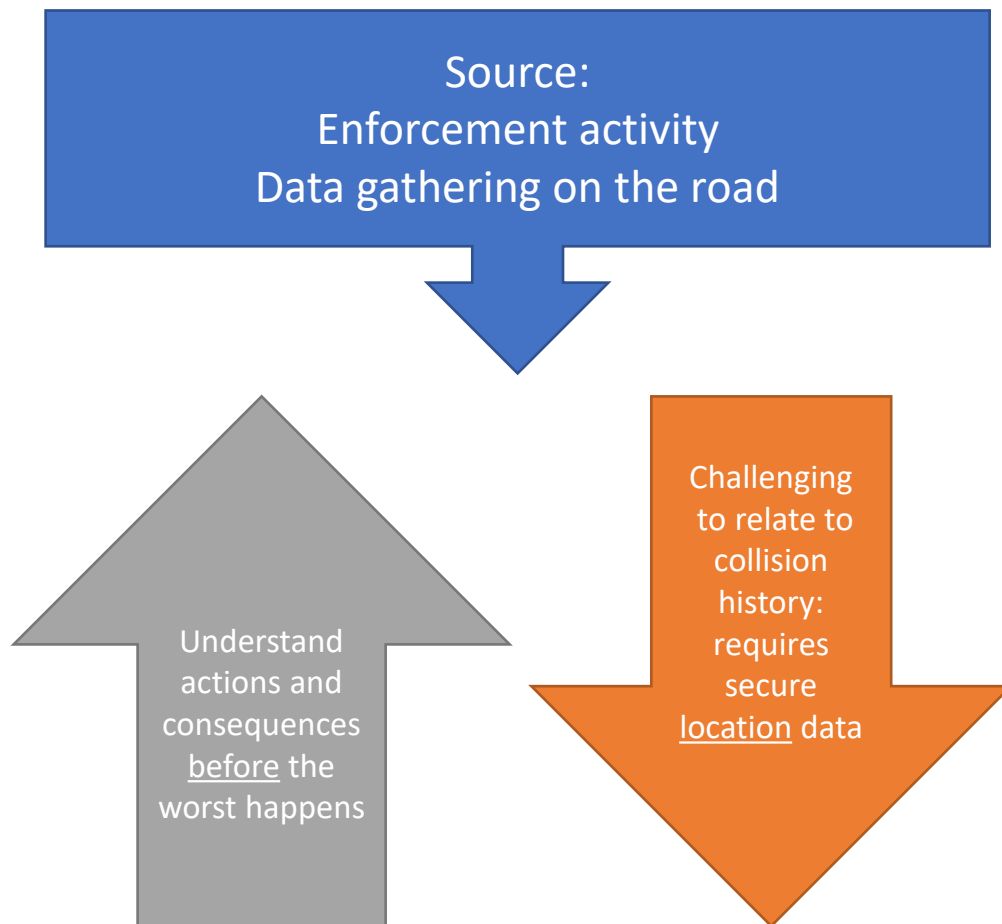 Source:
Enforcement activity
Data gathering on the road
Understand
actions and
consequences
before the
worst happens
Challenging
to relate to
collision
history:
requires
secure
location data